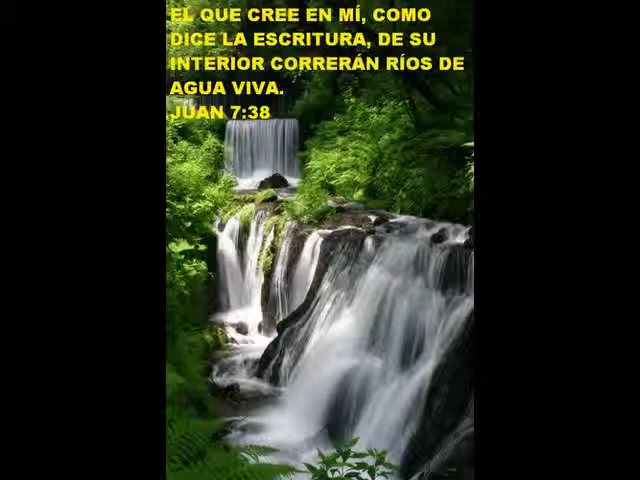 EL QUE CREE EN MÍ, COMO
DICE LA ESCRITURA, DE SU
INTERIOR CORRERÁN RÍOS DE
AGUA VIVA.
JUAN 7:38